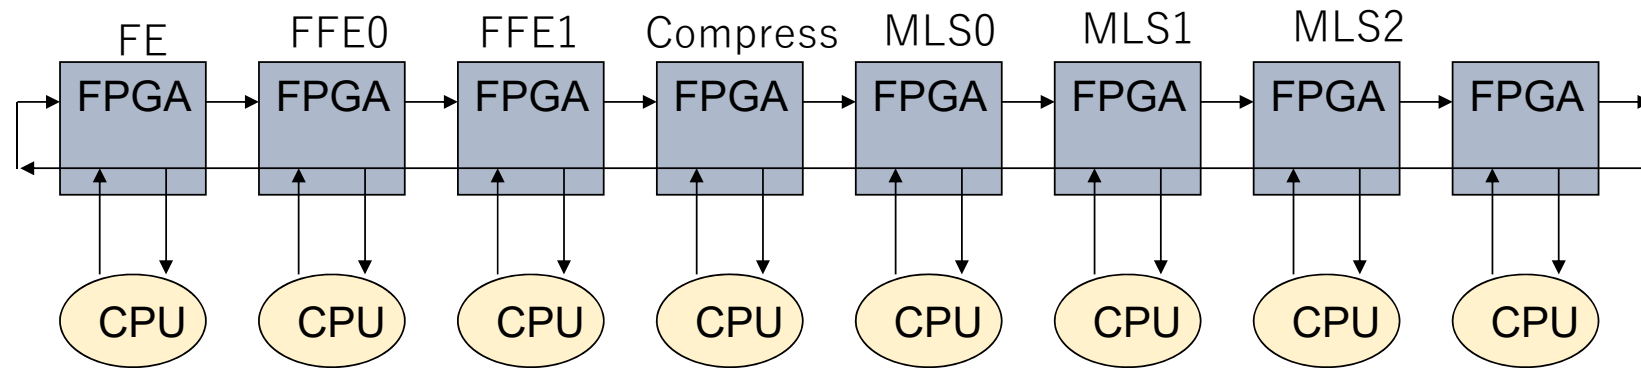 FE FFE0 FFE1 Compress MLS0 MLS1 MLS2
FPGA FPGA FPGA FPGA FPGA FPGA FPGA FPGA
CPU CPU CPU CPU CPU CPU CPU CPU